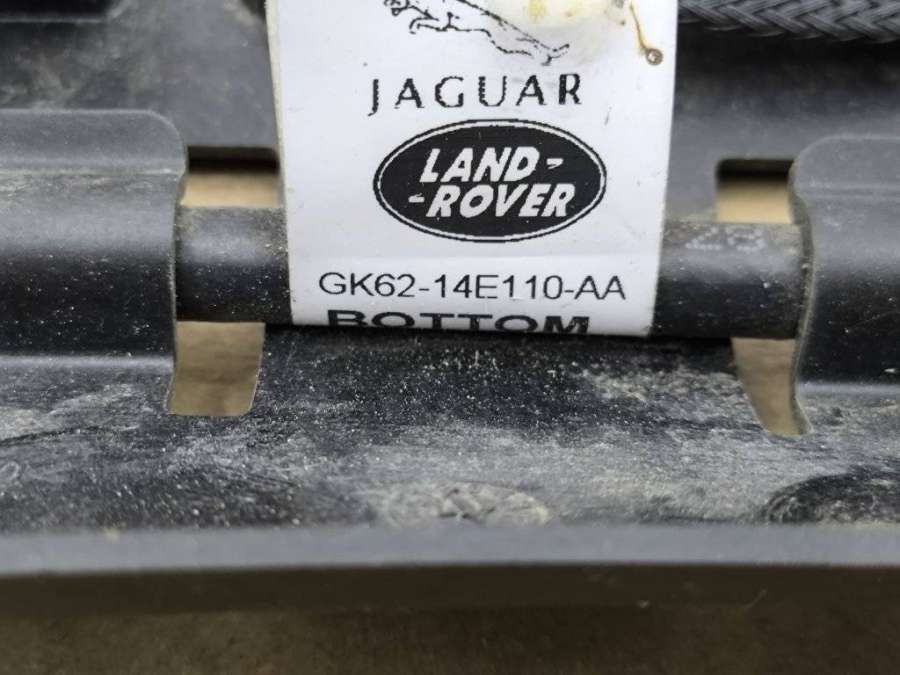 JAGUAR
LAND-
-ROVER
GK62-14E110-AA
BOTTOM